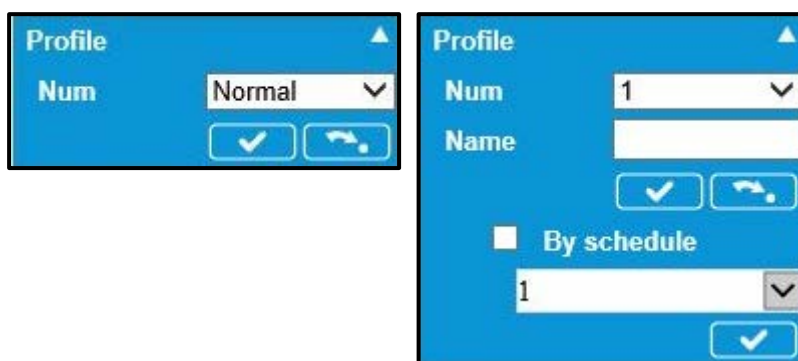 Profile
Num Normal
Profile
Num 1
Name
By schedule
1